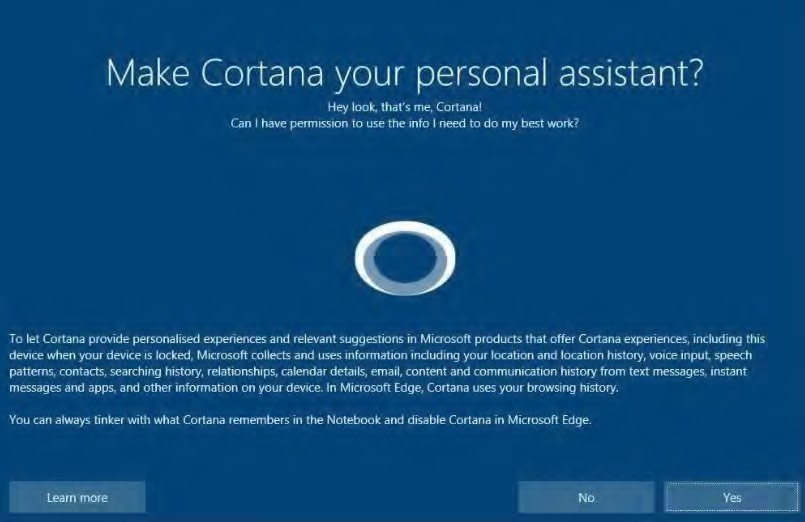 Make Cortana your personal assistant?
Hey look, that's me, Cortana!
Can I have permission to use the info I need to do my best work?
To let Cortana provide personalised experiences and relevant suggestions in Microsoft products that offer Cortana experiences, including this
device when your device is locked, Microsoft collects and uses information including your location and location history, voice input, speech
patterns, contacts, searching history, relationships, calendar details, email, content and communication history from text messages, instant
messages and apps, and other information on your device. In Microsoft Edge, Cortana uses your browsing history.
You can always tinker with what Cortana remembers in the Notebook and disable Cortana in Microsoft Edge.
Learn more
No
Yes